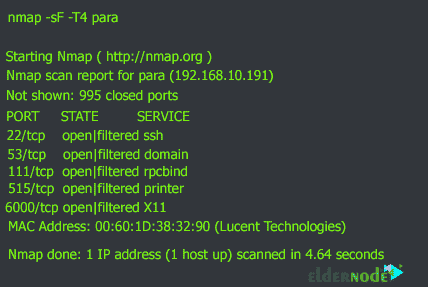 nmap -sF -T4 para
Starting Nmap ( http://nmap.org )
Nmap scan report for para (192.168.10.191)
Not shown: 995 closed ports
PORT STATE SERVICE
22/tcp open|filtered ssh
53/tcp open|filtered domain
111/tcp open|filtered rpcbind
515/tcp open|filtered printer
6000/tcp open|filtered X11
MAC Address: 00:60:1D:38:32:90 (Lucent Technologies)
Nmap done: 1 IP address (1 host up) scanned in 4.64 seconds
elderNODE